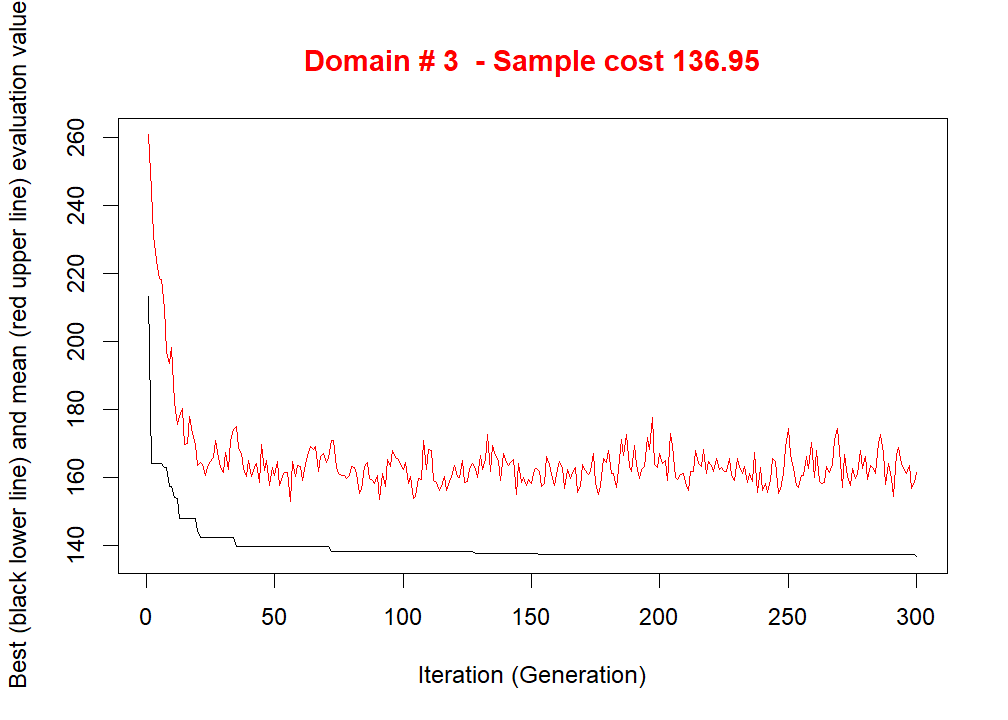 Domain # 3  - Sample cost 136.95
Best (black lower line) and mean (red upper line) evaluation value
260
240
220
200
180
160
140
0 50 100 150 200 250 300
Iteration (Generation)